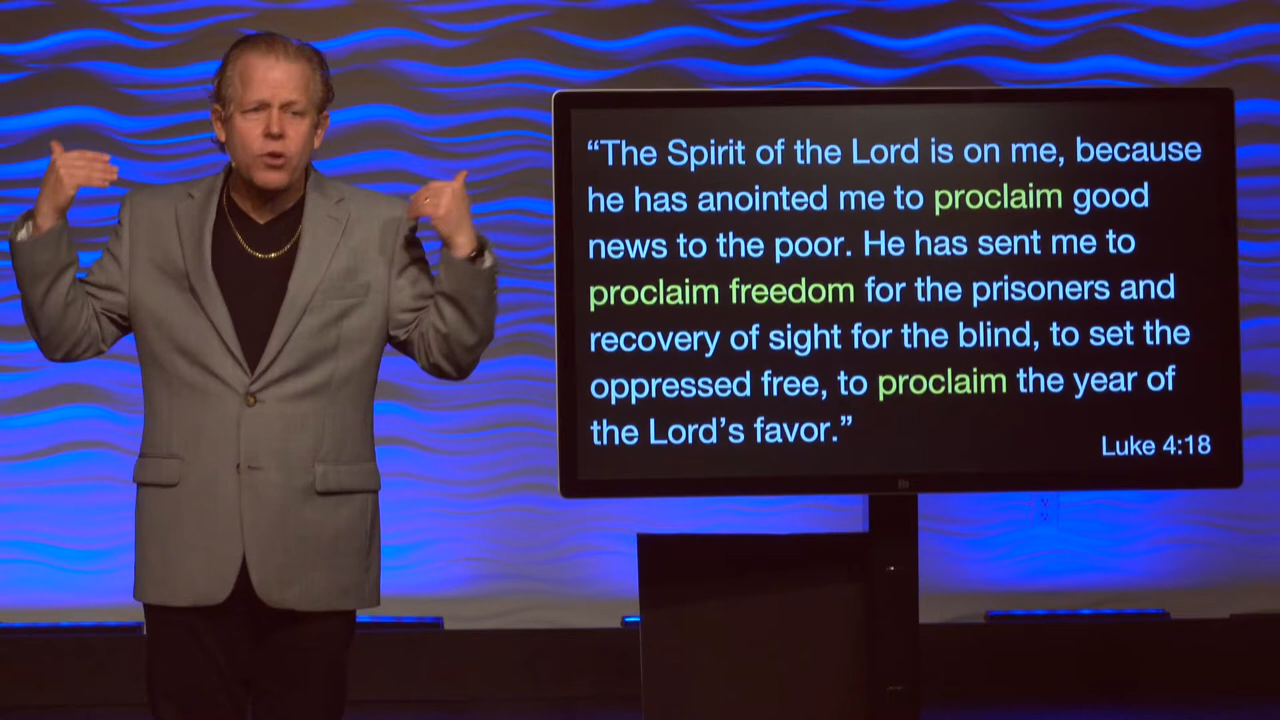 “The Spirit of the Lord is on me, because
he has anointed me to proclaim good
news to the poor. He has sent me to
proclaim freedom for the prisoners and
recovery of sight for the blind, to set the
oppressed free, to proclaim the year of
the Lord’s favor.”
Luke 4:18